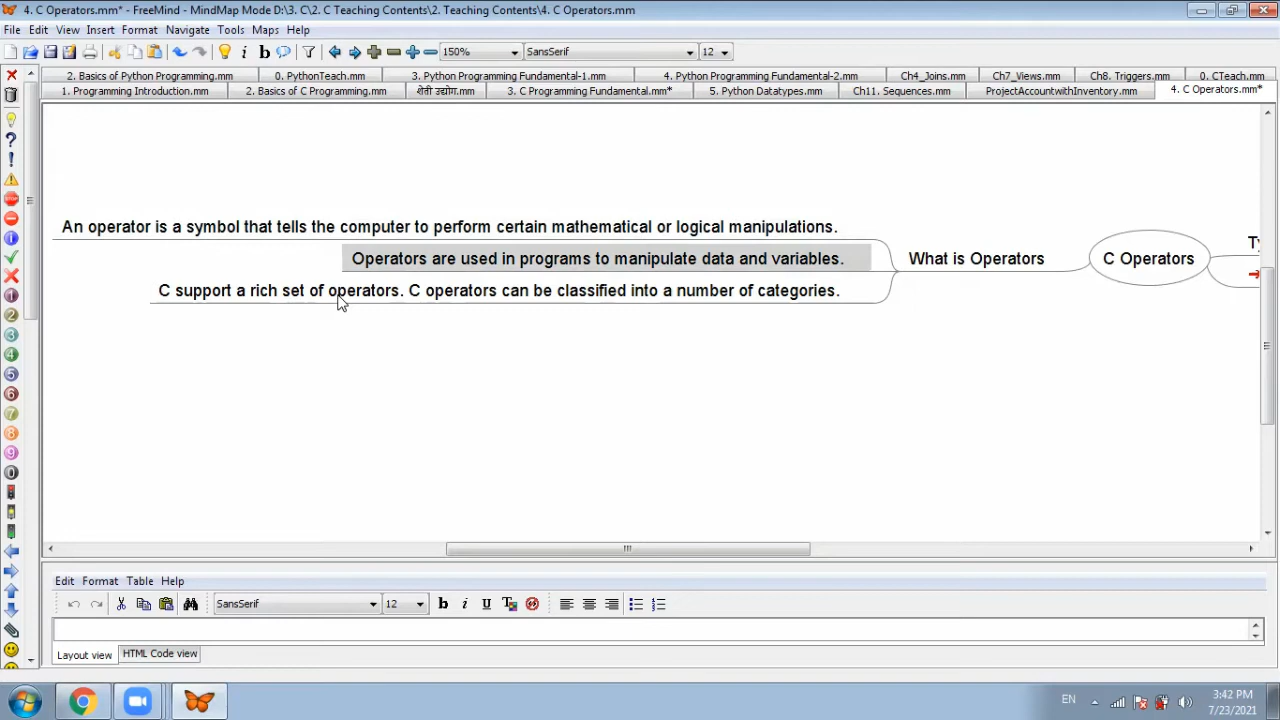 4. C Operators.mm* - FreeMind - MindMap Mode D:\3. C\2. C Teaching Contents\2. Teaching Contents\4. C Operators.mm
File Edit View Insert Format Navigate Tools Maps Help
150% SansSerif 12
2. Basics of Python Programming.mm 0. PythonTeach.mm 3. Python Programming Fundamental-1.mm 4. Python Programming Fundamental-2.mm Ch4_Joins.mm Ch7_Views.mm Ch8. Triggers.mm 0. CTeach.mm
1. Programming Introduction.mm 2. Basics of C Programming.mm शेती उद्योग.mm 3. C Programming Fundamental.mm* 5. Python Datatypes.mm Ch11. Sequences.mm ProjectAccountwithInventory.mm 4. C Operators.mm*
An operator is a symbol that tells the computer to perform certain mathematical or logical manipulations.
Operators are used in programs to manipulate data and variables.
C support a rich set of operators. C operators can be classified into a number of categories.
What is Operators
C Operators
Ty
Edit Format Table Help
SansSerif 12
Layout view HTML Code view
EN
3:42 PM
7/23/2021